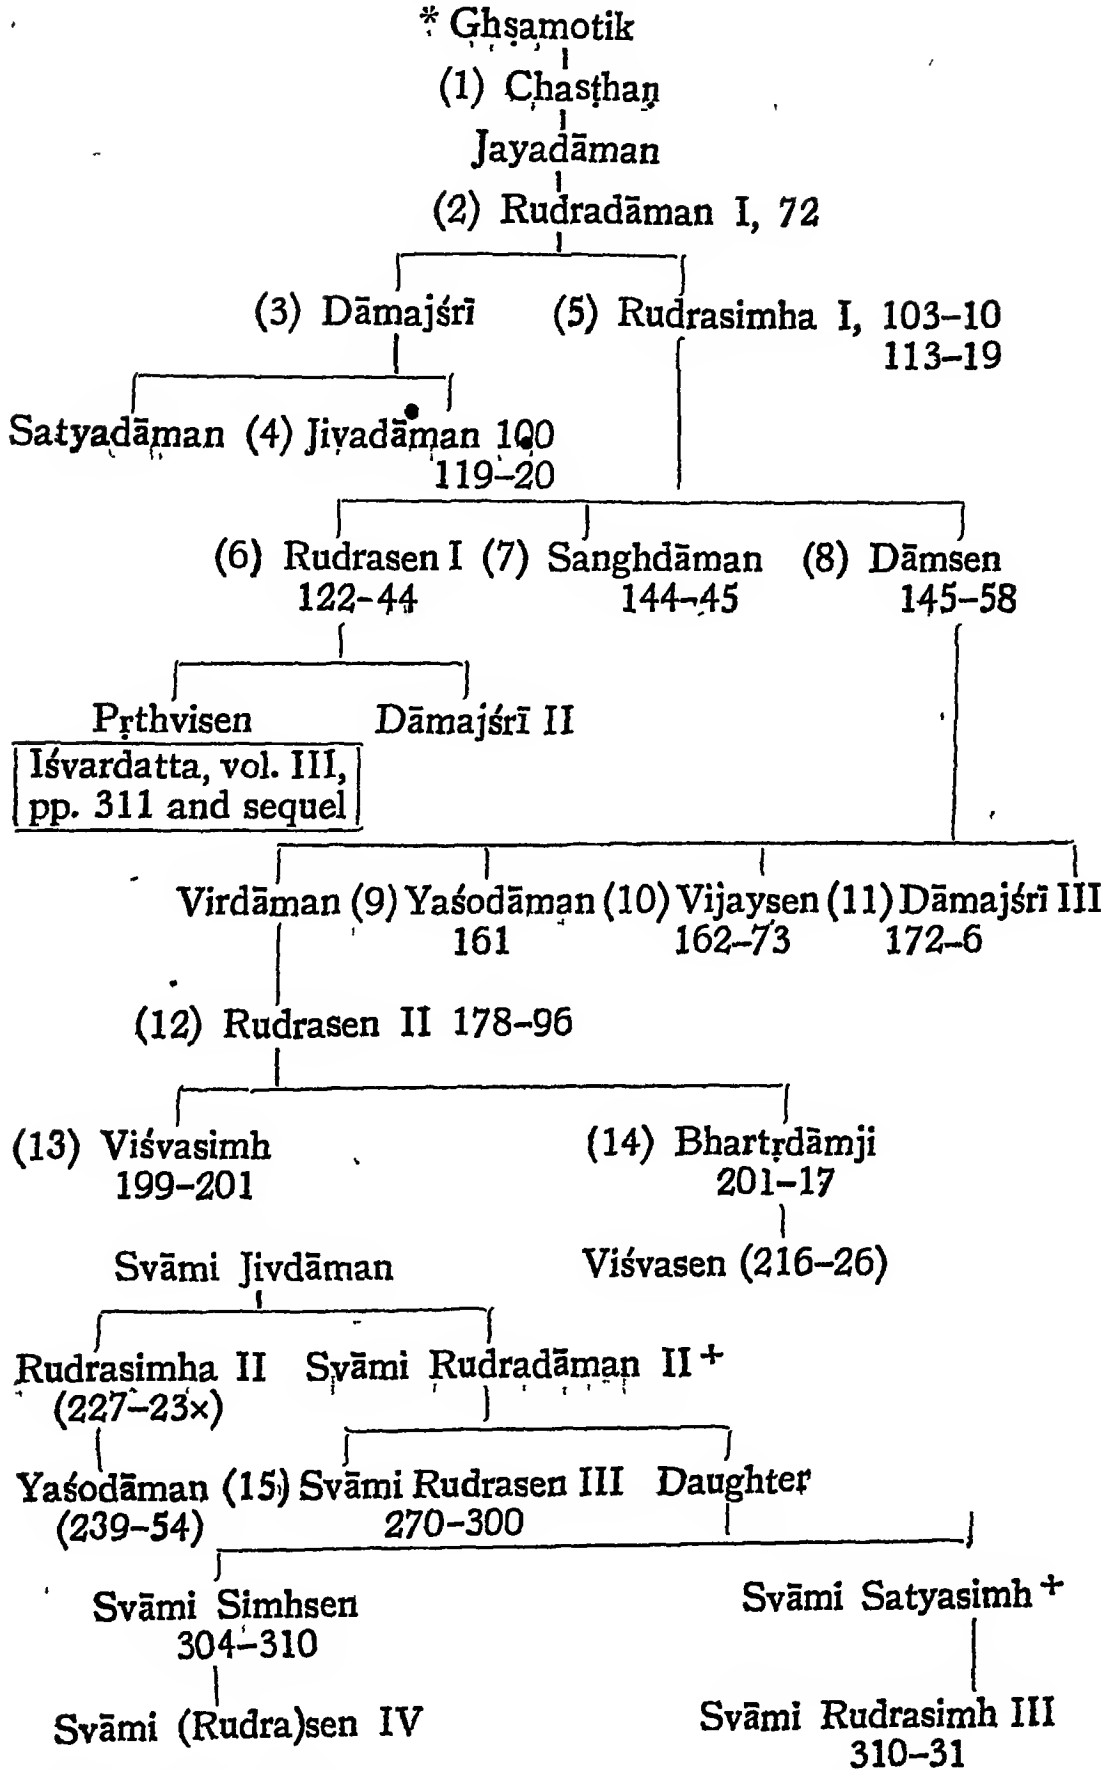 * Ghṣamotik
(1) Chasṭhaṇ
Jayadāman
(2) Rudradāman I, 72
(3) Dāmajśrī (5) Rudrasimha I, 103–10
113–19
Satyadāman (4) Jivadāman 100
119–20
(6) Rudrasen I (7) Sanghdāman (8) Dāmsen
122–44 144–45 145–58
Pṛthvisen Dāmajśrī II
Iśvardatta, vol. III,
pp. 311 and sequel
Virdāman (9) Yaśodāman (10) Vijaysen (11) Dāmajśrī III
161 162–73 172–6
(12) Rudrasen II 178–96
(13) Viśvasimh (14) Bhartṛdāmji
199–201 201–17
Svāmi Jivdāman Viśvasen (216–26)
Rudrasimha II Svāmi Rudradāman II +
(227–23x)
Yaśodāman (15) Svāmi Rudrasen III Daughter
(239–54) 270–300
Svāmi Simhsen Svāmi Satyasimh +
304–310
Svāmi (Rudra)sen IV Svāmi Rudrasimh III
310–31